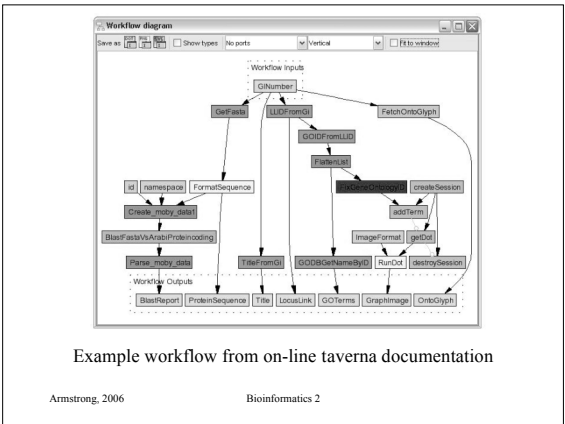 Workflow diagram
Save as
Show types
No ports
Vertical
Fit to window
Workflow Inputs
GINumber
GetFasta
LLIDFromGi
FetchOntoGlyph
GOIDFromLLID
FlattenList
id
namespace
FormatSequence
FixGeneOntologyID
createSession
Create_moby_data1
addTerm
BlastFastaVsArabiProteincoding
ImageFormat
getDot
Parse_moby_data
TitleFromGi
GODBGetNameByID
RunDot
destroySession
Workflow Outputs
BlastReport
ProteinSequence
Title
LocusLink
GOTerms
GraphImage
OntoGlyph
Example workflow from on-line taverna documentation
Armstrong, 2006
Bioinformatics 2